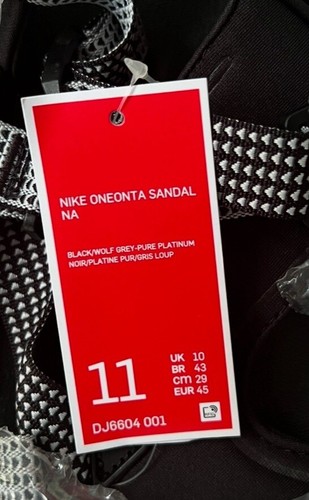 NIKE ONEONTA SANDAL
NA
BLACK/WOLF GREY-PURE PLATINUM
NOIR/PLATINE PUR/GRIS LOUP
11
UK 10
BR 43
cm 29
EUR 45
DJ6604 001